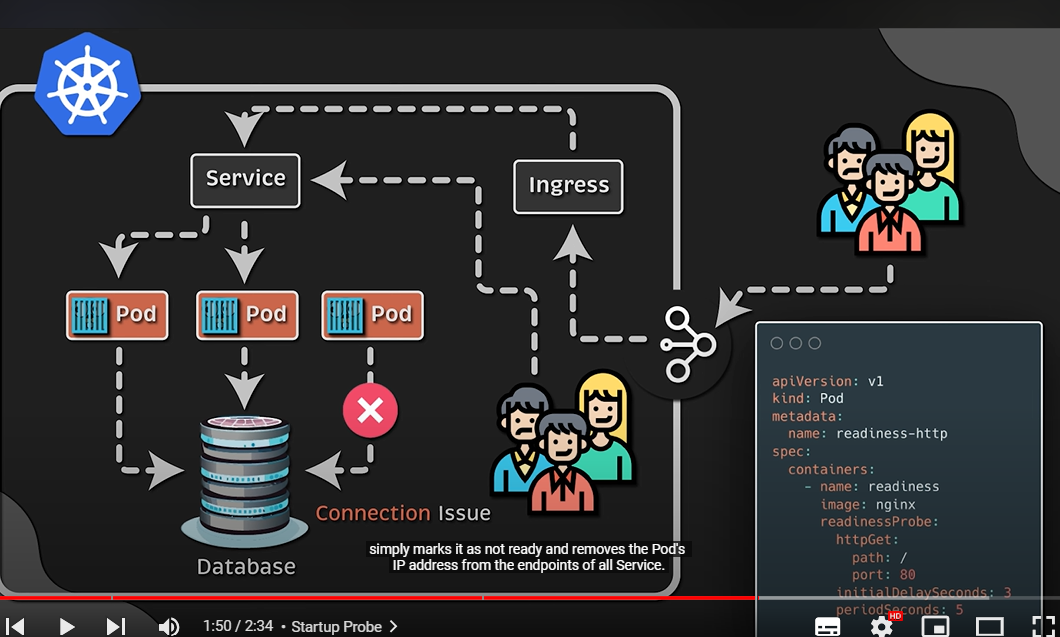 Service
Ingress
Pod
Pod
Pod
Connection Issue
Database
apiVersion: v1
kind: Pod
metadata:
name: readiness-http
spec:
containers:
- name: readiness
image: nginx
readinessProbe:
httpGet:
path: /
port: 80
initialDelaySeconds: 3
periodSeconds: 5
simply marks it as not ready and removes the Pod's
IP address from the endpoints of all Service.
1:50 / 2:34 • Startup Probe
HD